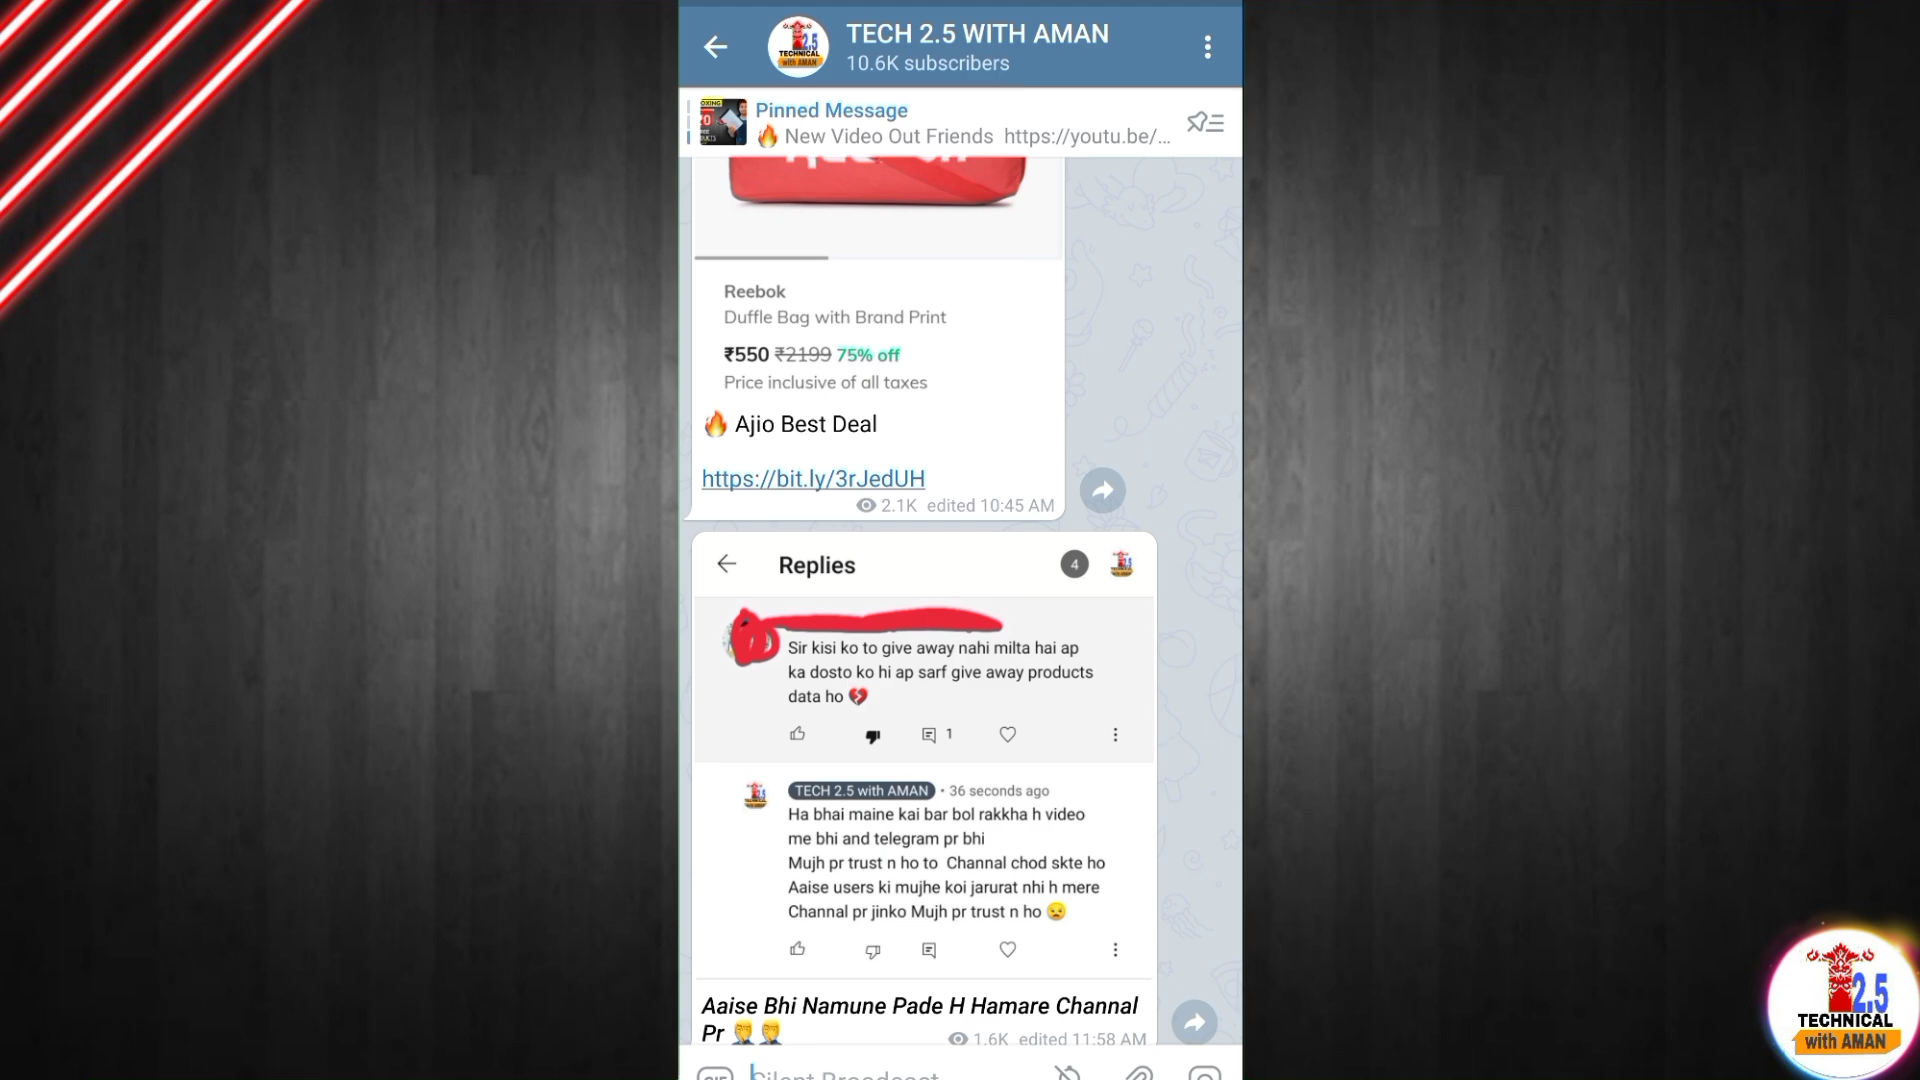 TECH 2.5 WITH AMAN
10.6K subscribers
Pinned Message
🔥 New Video Out Friends https://youtu.be/...
Reebok
Duffle Bag with Brand Print
₹550 ₹2199 75% off
Price inclusive of all taxes
🔥 Ajio Best Deal
https://bit.ly/3rJedUH
2.1K edited 10:45 AM
Replies
4
Sir kisi ko to give away nahi milta hai ap
ka dosto ko hi ap sarf give away products
data ho 💔
1
TECH 2.5 with AMAN • 36 seconds ago
Ha bhai maine kai bar bol rakkha h video
me bhi and telegram pr bhi
Mujh pr trust n ho to Channal chod skte ho
Aaise users ki mujhe koi jarurat nhi h mere
Channal pr jinko Mujh pr trust n ho 😠
Aaise Bhi Namune Pade H Hamare Channal
Pr 🤦‍♂️🤦‍♂️
1.6K edited 11:58 AM
GIF Silent Broadcast
2.5
TECHNICAL
with AMAN